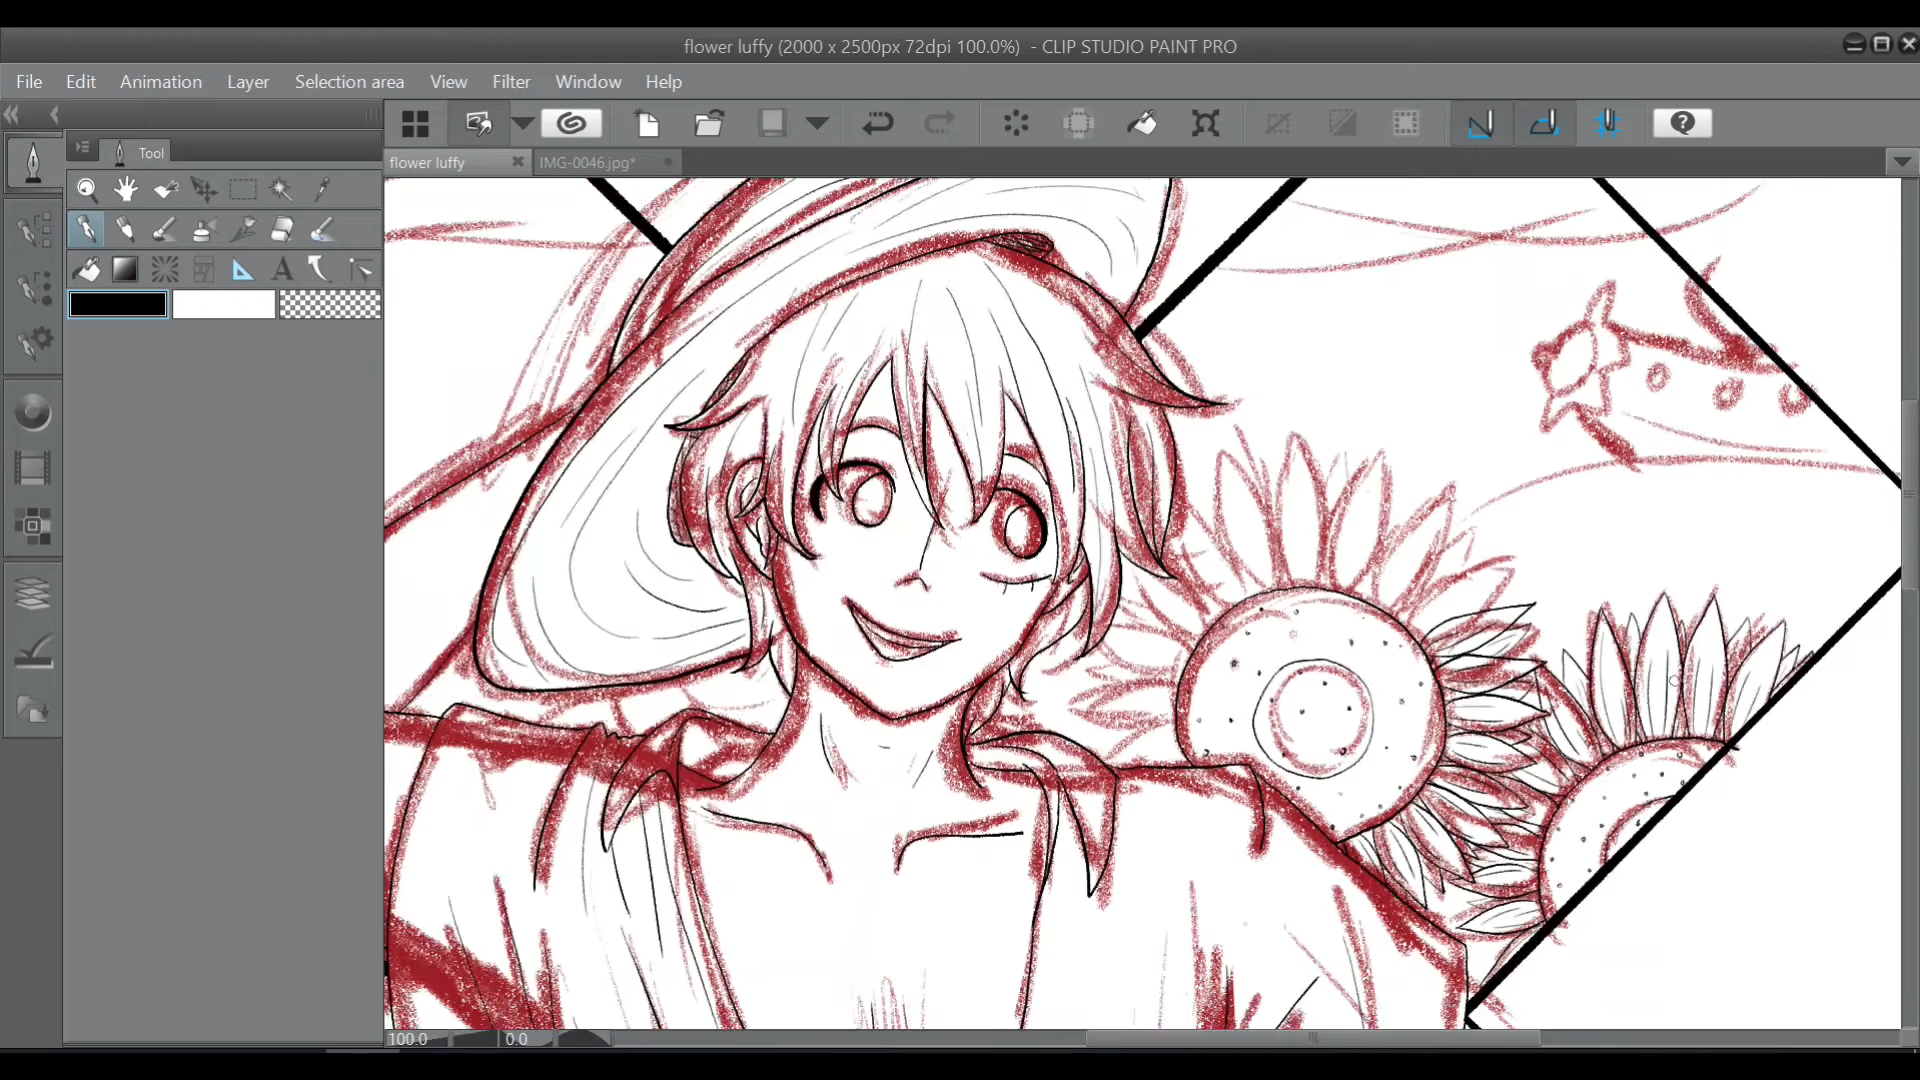 flower luffy (2000 x 2500px 72dpi 100.0%) - CLIP STUDIO PAINT PRO
File Edit Animation Layer Selection area View Filter Window Help
Tool
flower luffy
IMG-0046.jpg*
100.0 0.0